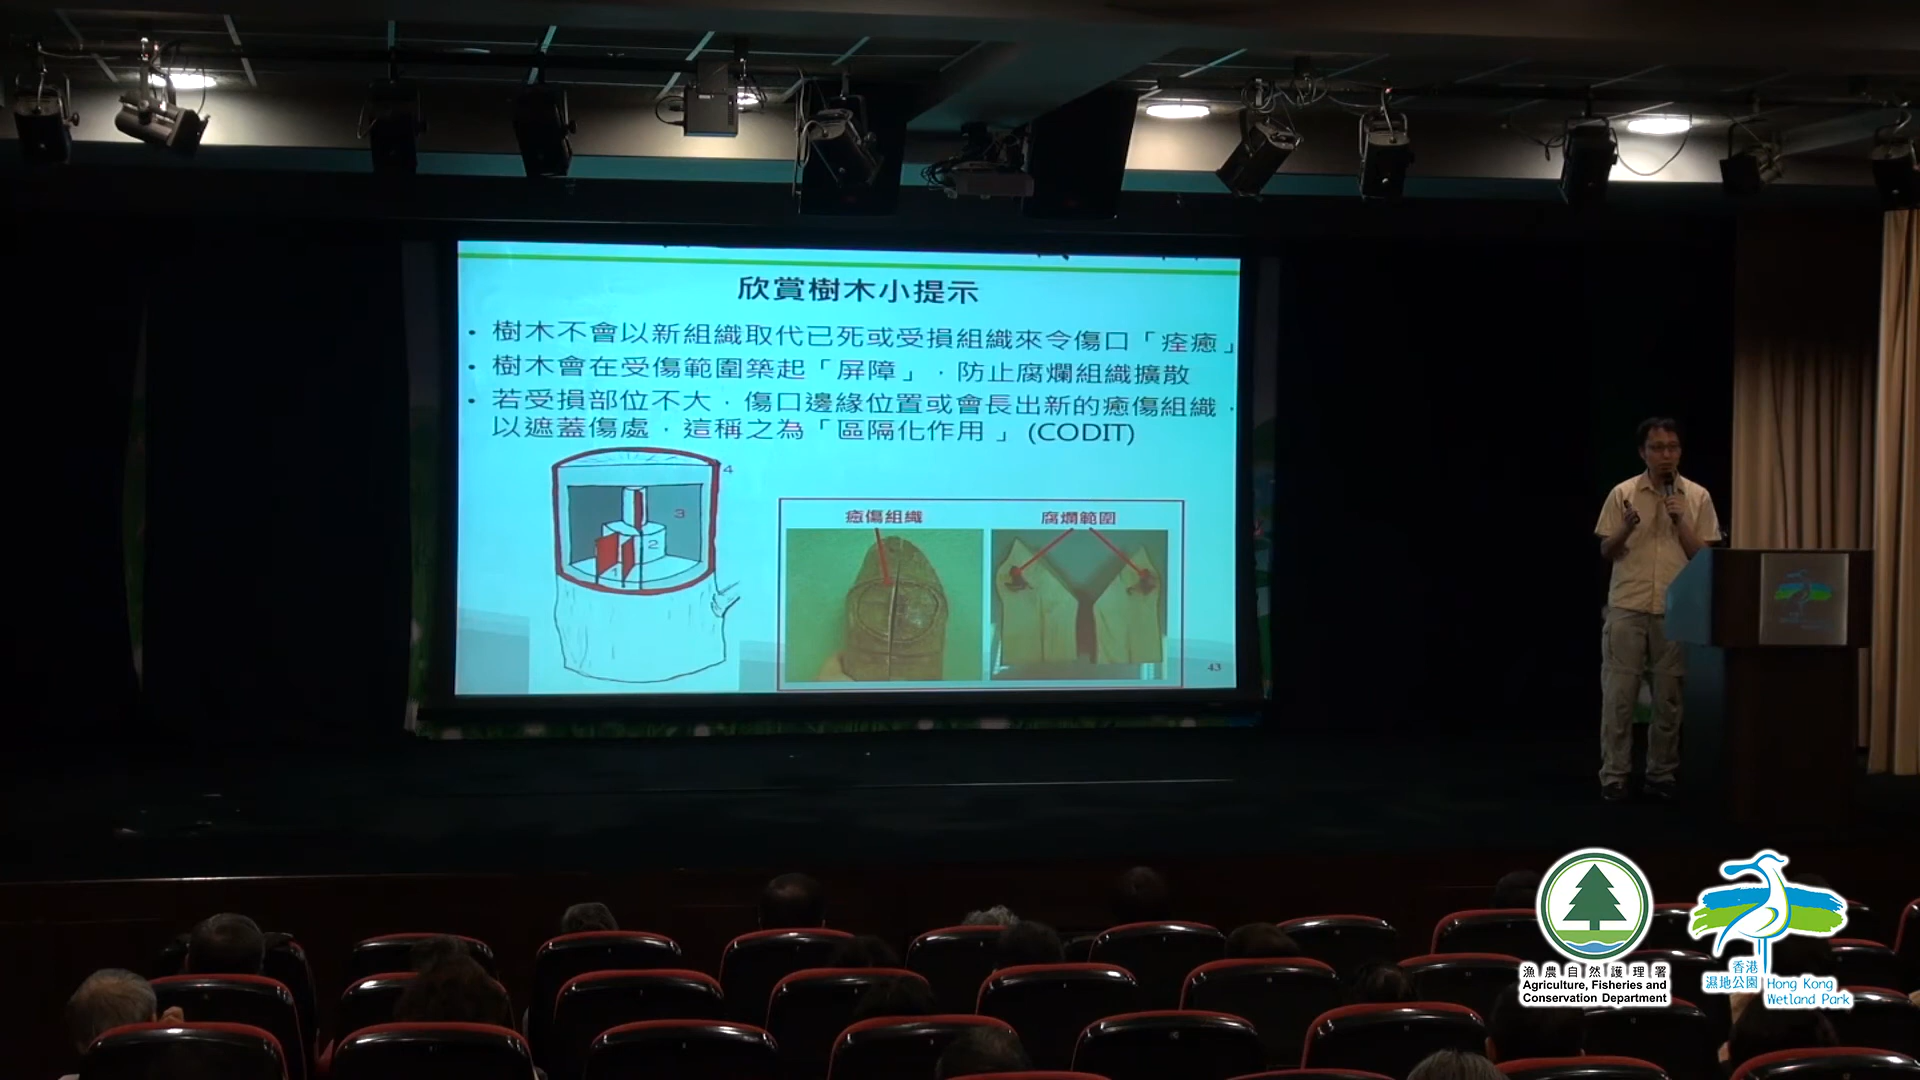 欣賞樹木小提示
• 樹木不會以新組織取代已死或受損組織來令傷口「痊癒」
• 樹木會在受傷範圍築起「屏障」，防止腐爛組織擴散
• 若受損部位不大，傷口邊緣位置或會長出新的癒傷組織，
以遮蓋傷處，這稱之為「區隔化作用」(CODIT)
4
3
2
1
癒傷組織
腐爛範圍
43
漁農自然護理署
Agriculture, Fisheries and
Conservation Department
香港
濕地公園
Hong Kong
Wetland Park